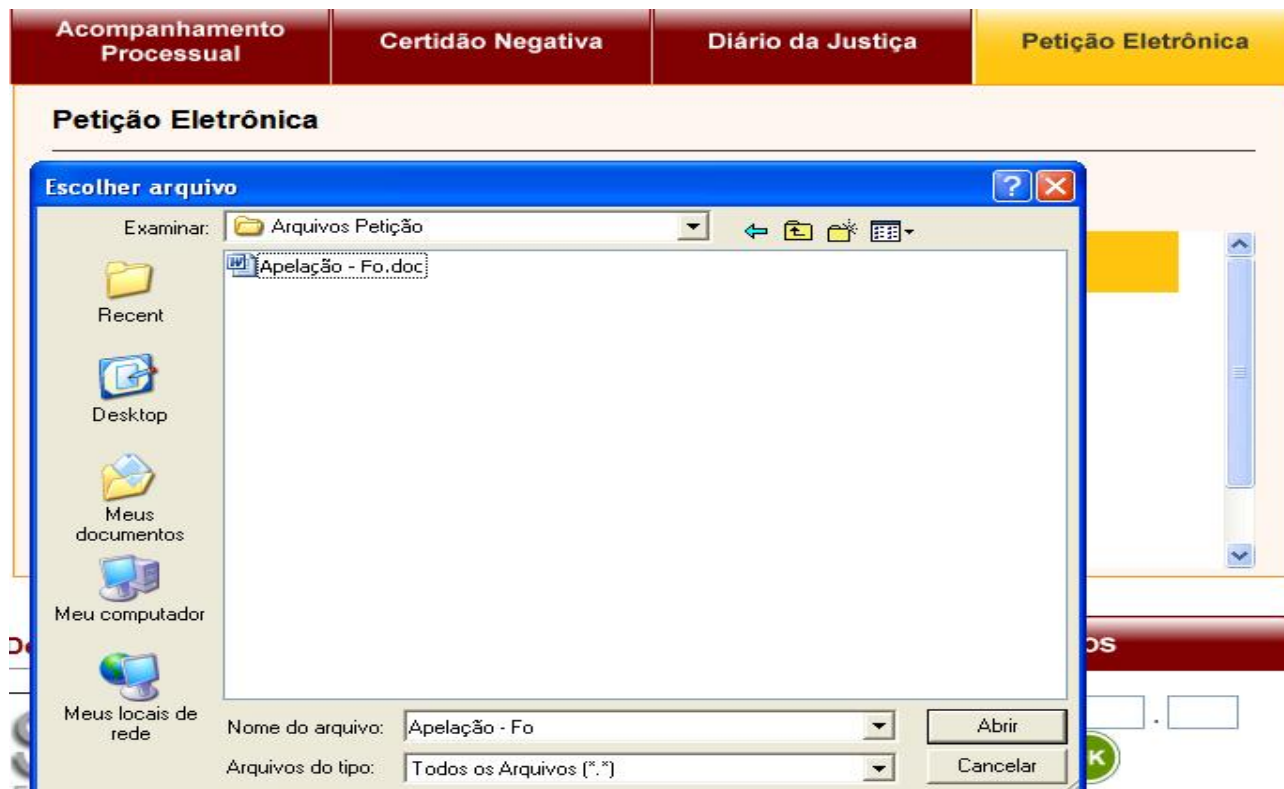 Acompanhamento
Processual
Certidão Negativa
Diário da Justiça
Petição Eletrônica
Petição Eletrônica
Escolher arquivo
Examinar:
Arquivos Petição
Apelação - Fo.doc
Recent
Desktop
Meus
documentos
Meu computador
Meus locais de
rede
Nome do arquivo:
Apelação - Fo
Abrir
Arquivos do tipo:
Todos os Arquivos (*.*)
Cancelar